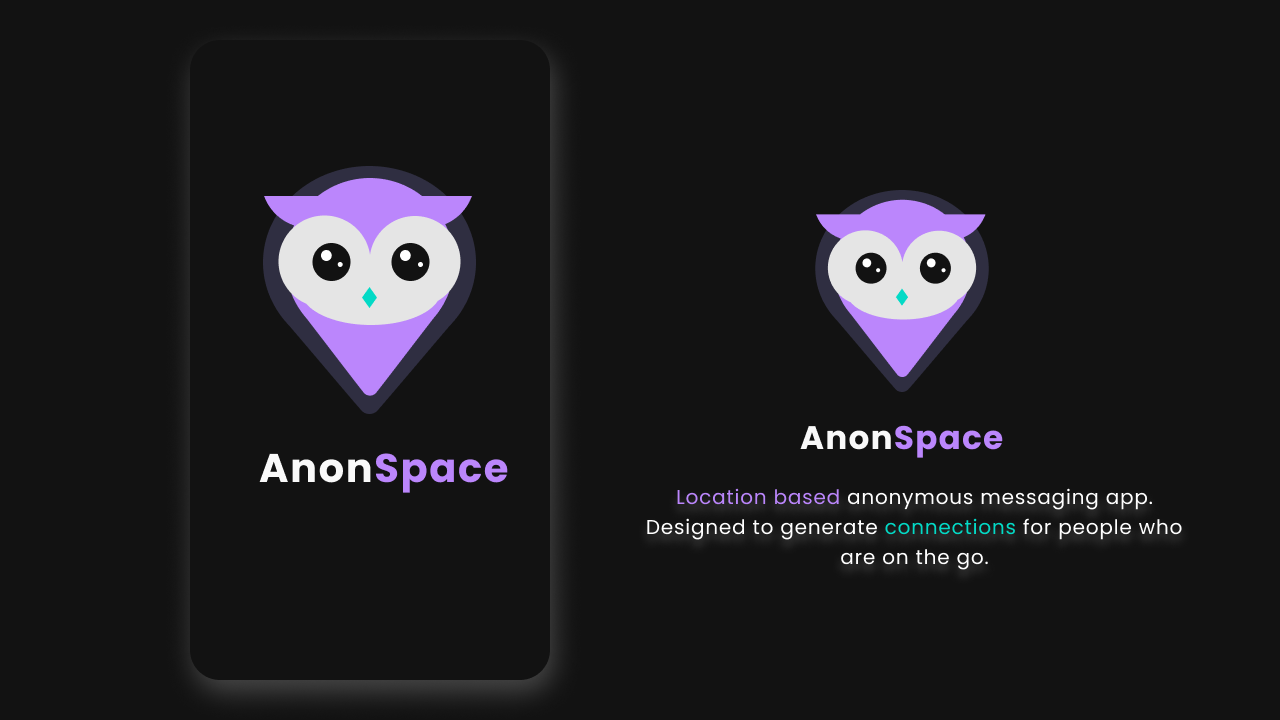 AnonSpace
AnonSpace
Location based anonymous messaging app.
Designed to generate connections for people who
are on the go.